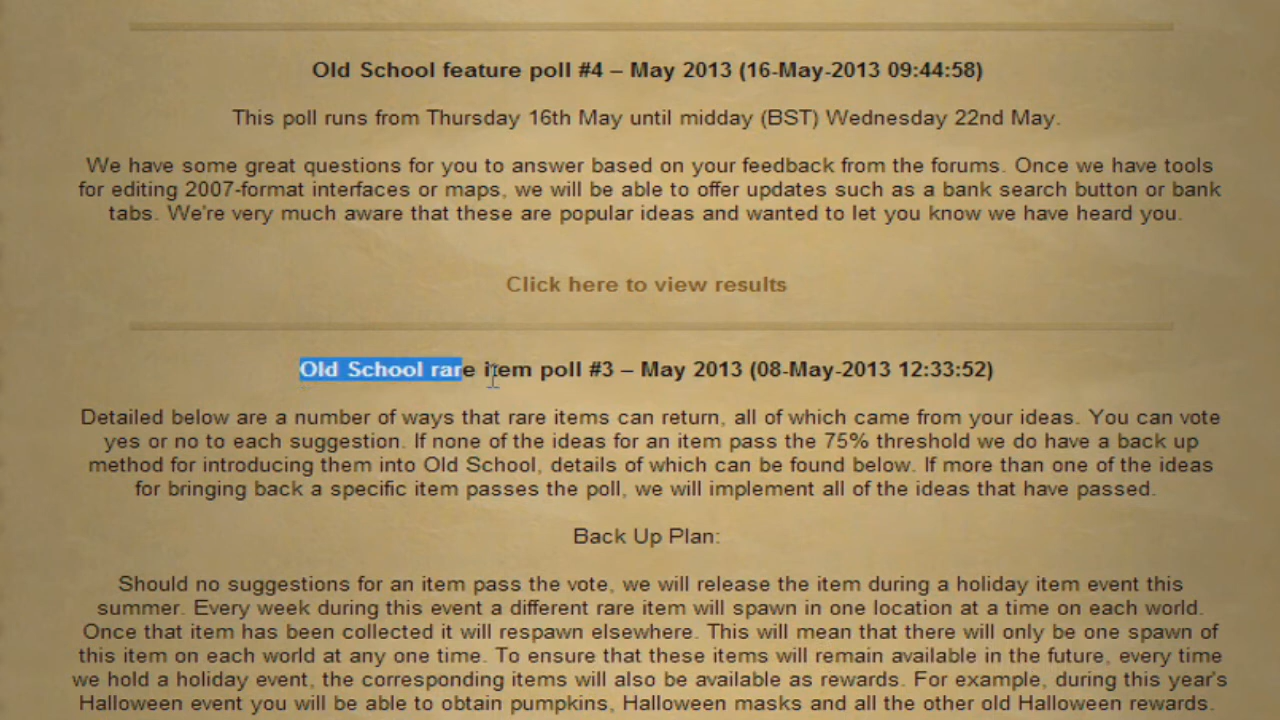 Old School feature poll #4 – May 2013 (16-May-2013 09:44:58)
This poll runs from Thursday 16th May until midday (BST) Wednesday 22nd May.
We have some great questions for you to answer based on your feedback from the forums. Once we have tools
for editing 2007-format interfaces or maps, we will be able to offer updates such as a bank search button or bank
tabs. We're very much aware that these are popular ideas and wanted to let you know we have heard you.
Click here to view results
Old School rare item poll #3 – May 2013 (08-May-2013 12:33:52)
Detailed below are a number of ways that rare items can return, all of which came from your ideas. You can vote
yes or no to each suggestion. If none of the ideas for an item pass the 75% threshold we do have a back up
method for introducing them into Old School, details of which can be found below. If more than one of the ideas
for bringing back a specific item passes the poll, we will implement all of the ideas that have passed.
Back Up Plan:
Should no suggestions for an item pass the vote, we will release the item during a holiday item event this
summer. Every week during this event a different rare item will spawn in one location at a time on each world.
Once that item has been collected it will respawn elsewhere. This will mean that there will only be one spawn of
this item on each world at any one time. To ensure that these items will remain available in the future, every time
we hold a holiday event, the corresponding items will also be available as rewards. For example, during this year's
Halloween event you will be able to obtain pumpkins, Halloween masks and all the other old Halloween rewards.